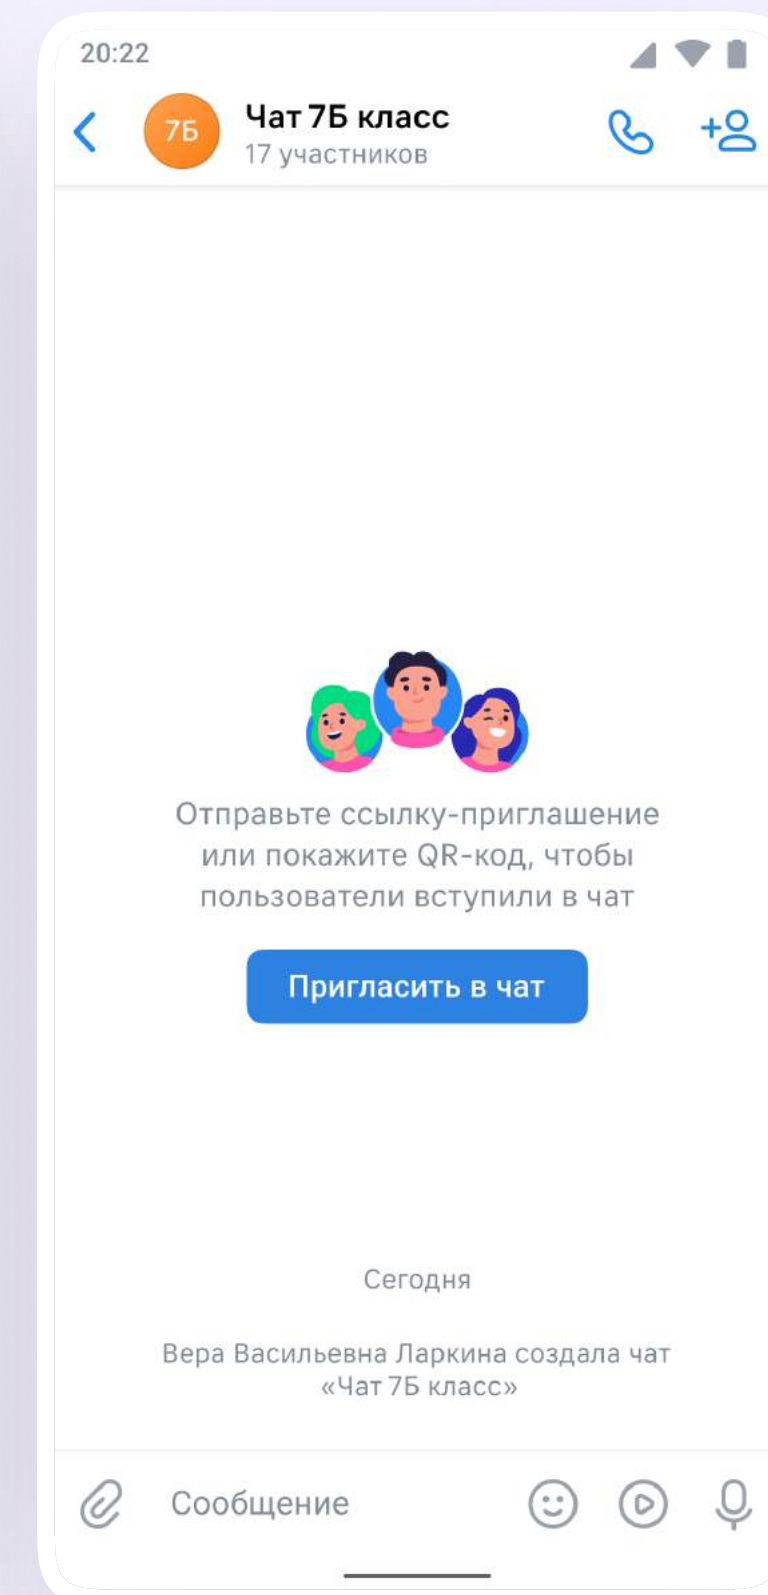 20:22
7Б
Чат 7Б класс
17 участников
Отправьте ссылку-приглашение
или покажите QR-код, чтобы
пользователи вступили в чат
Пригласить в чат
Сегодня
Вера Васильевна Ларкина создала чат
«Чат 7Б класс»
Сообщение